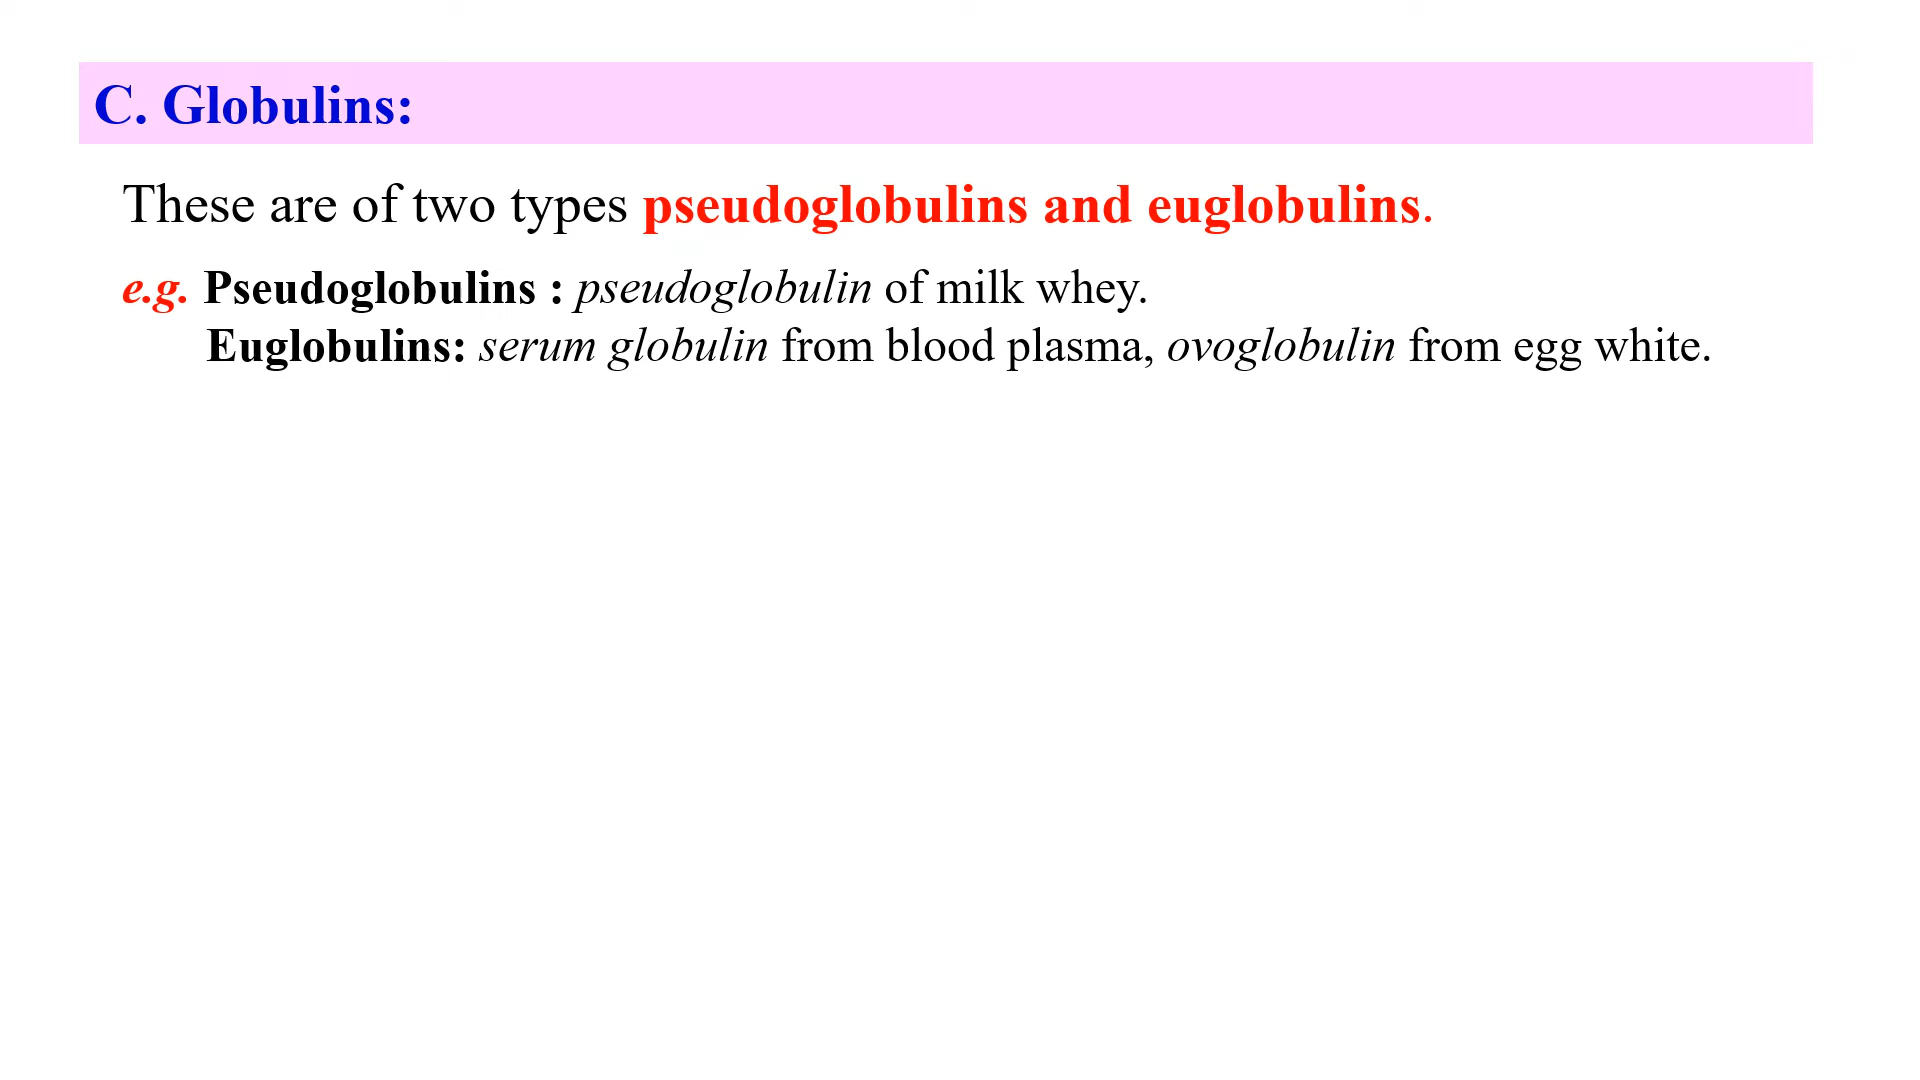 C. Globulins:
These are of two types pseudoglobulins and euglobulins.
e.g. Pseudoglobulins : pseudoglobulin of milk whey.
Euglobulins: serum globulin from blood plasma, ovoglobulin from egg white.